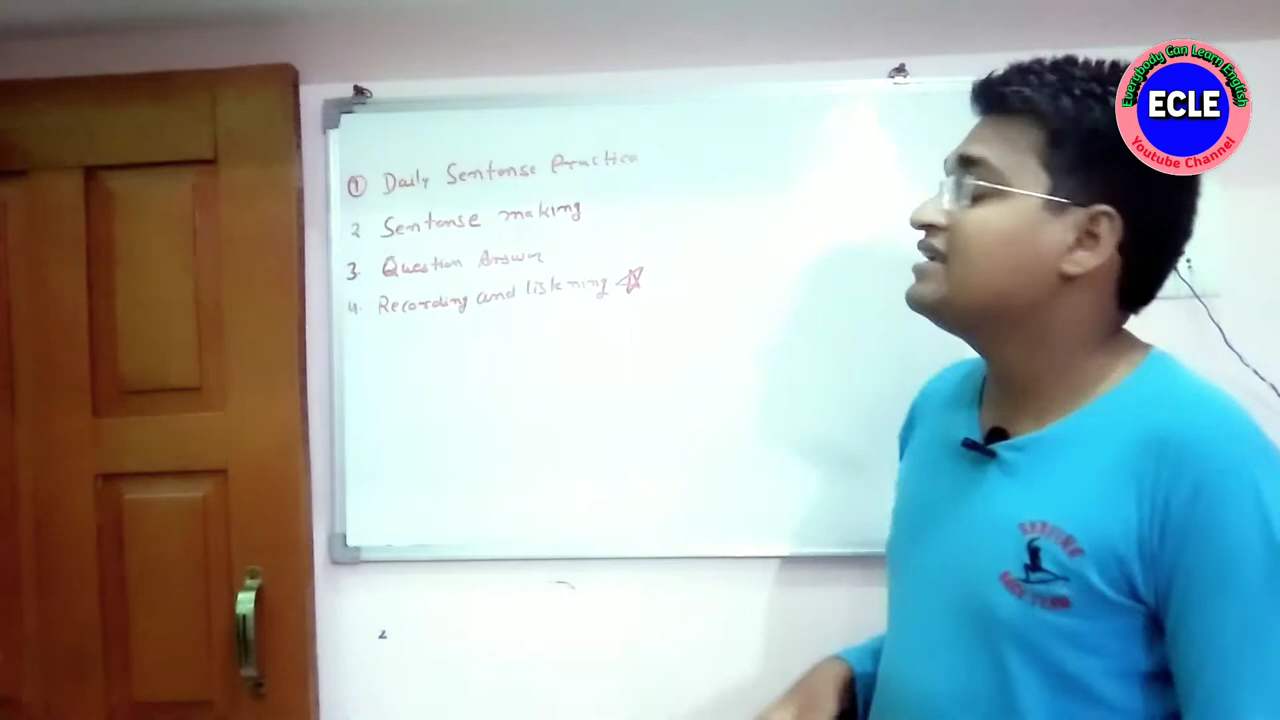 ① Daily Sentense Practice
2 Sentense making
3. Question Answer
4. Recording and listening
Everybody Can Learn English
ECLE
Youtube Channel